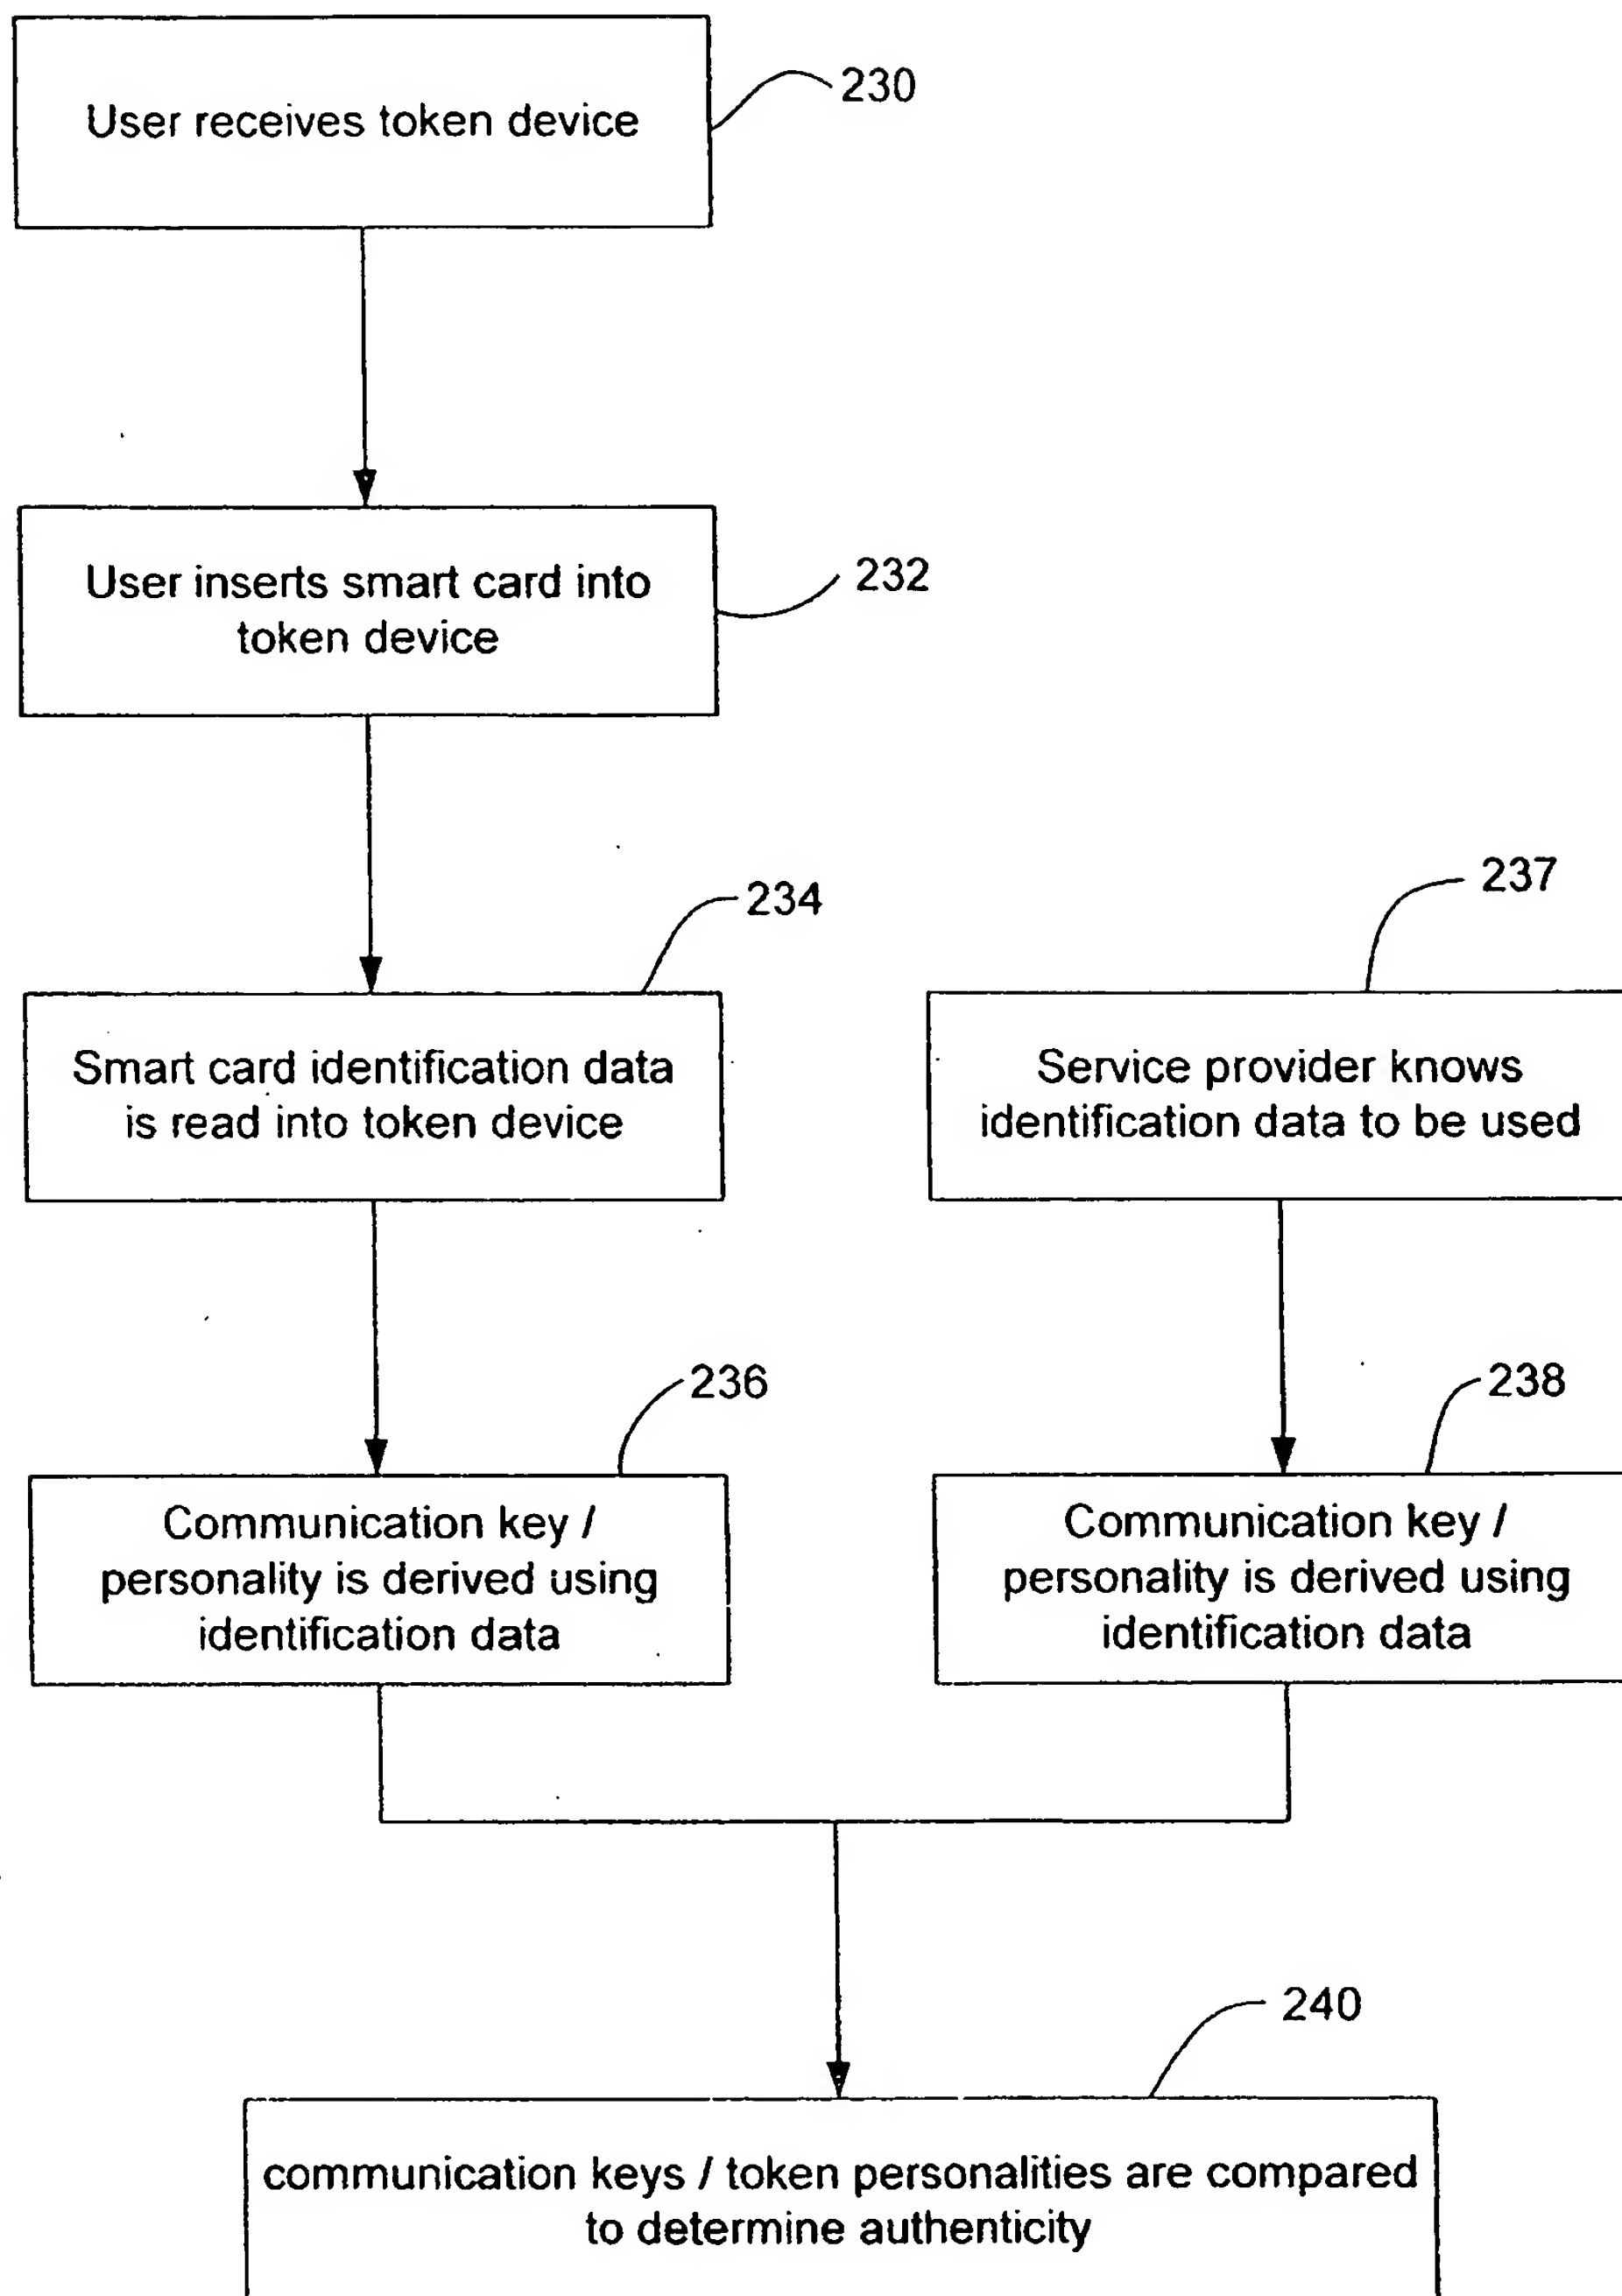 230
User receives token device
232
User inserts smart card into
token device
234
Smart card identification data
is read into token device
237
Service provider knows
identification data to be used
236
Communication key /
personality is derived using
identification data
238
Communication key /
personality is derived using
identification data
240
communication keys / token personalities are compared
to determine authenticity